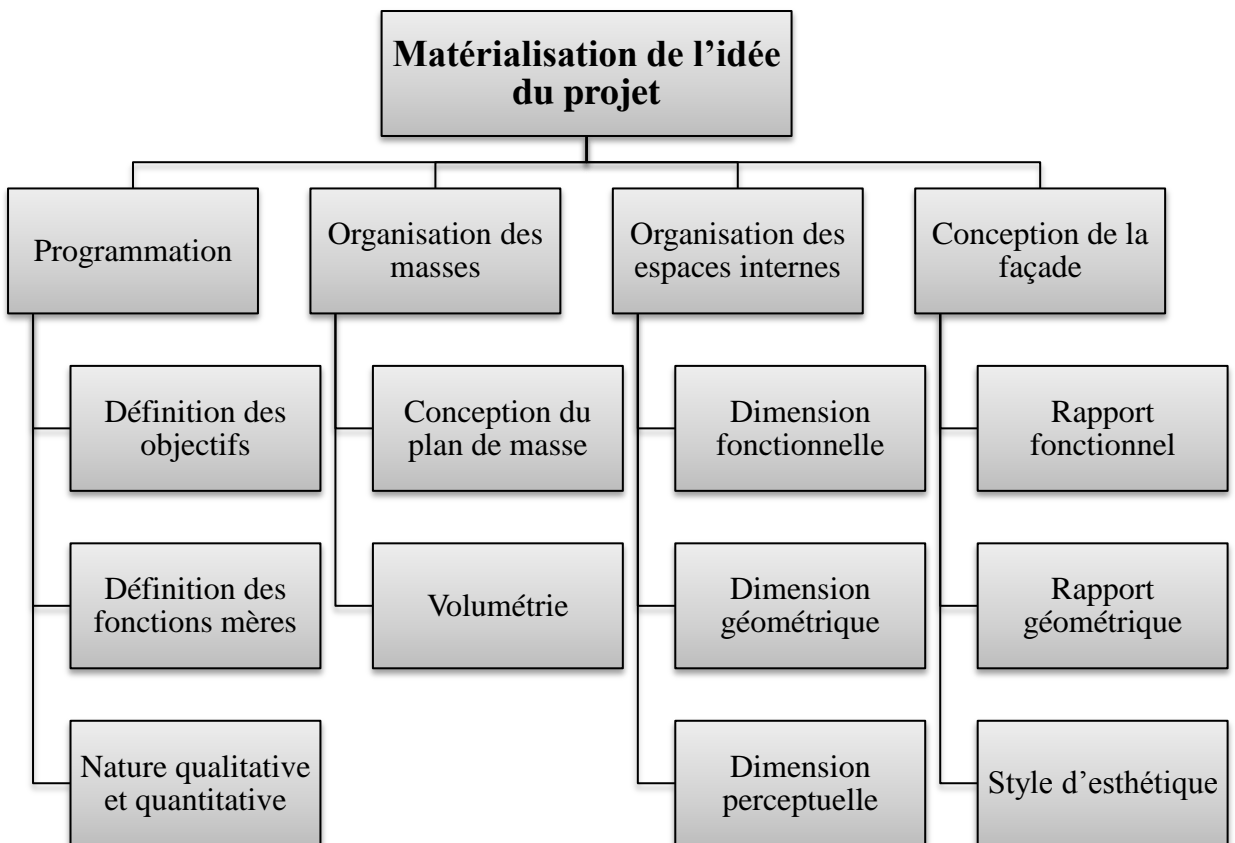 Matérialisation de l’idée
du projet
Programmation
Organisation des
masses
Organisation des
espaces internes
Conception de la
façade
Définition des
objectifs
Conception du
plan de masse
Dimension
fonctionnelle
Rapport
fonctionnel
Définition des
fonctions mères
Volumétrie
Dimension
géométrique
Rapport
géométrique
Nature qualitative
et quantitative
Dimension
perceptuelle
Style d’esthétique